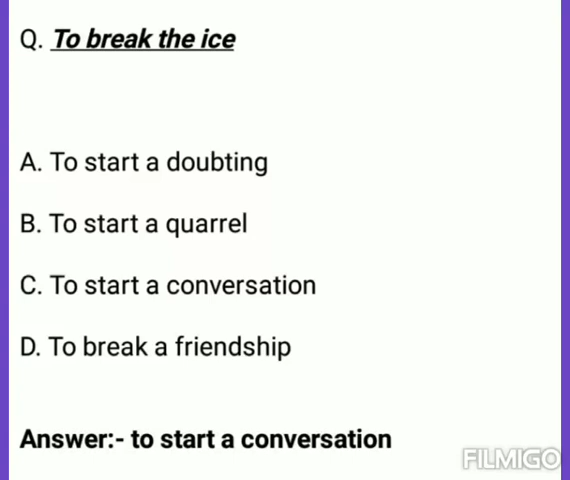 Q. To break the ice
A. To start a doubting
B. To start a quarrel
C. To start a conversation
D. To break a friendship
Answer:- to start a conversation
FILMIGO